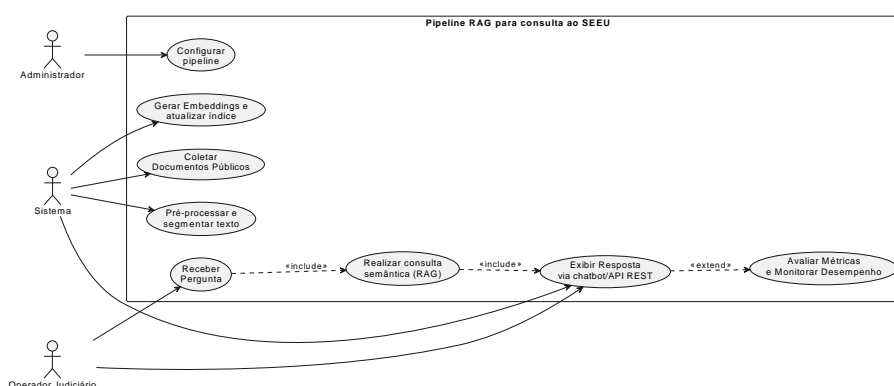 Pipeline RAG para consulta ao SEEU
Administrador
Configurar
pipeline
Gerar Embeddings e
atualizar índice
Coletar
Documentos Públicos
Sistema
Pré-processar e
segmentar texto
Receber
Pergunta
«include»
Realizar consulta
semântica (RAG)
«include»
Exibir Resposta
via chatbot/API REST
«extend»
Avaliar Métricas
e Monitorar Desempenho
Operador Judiciário